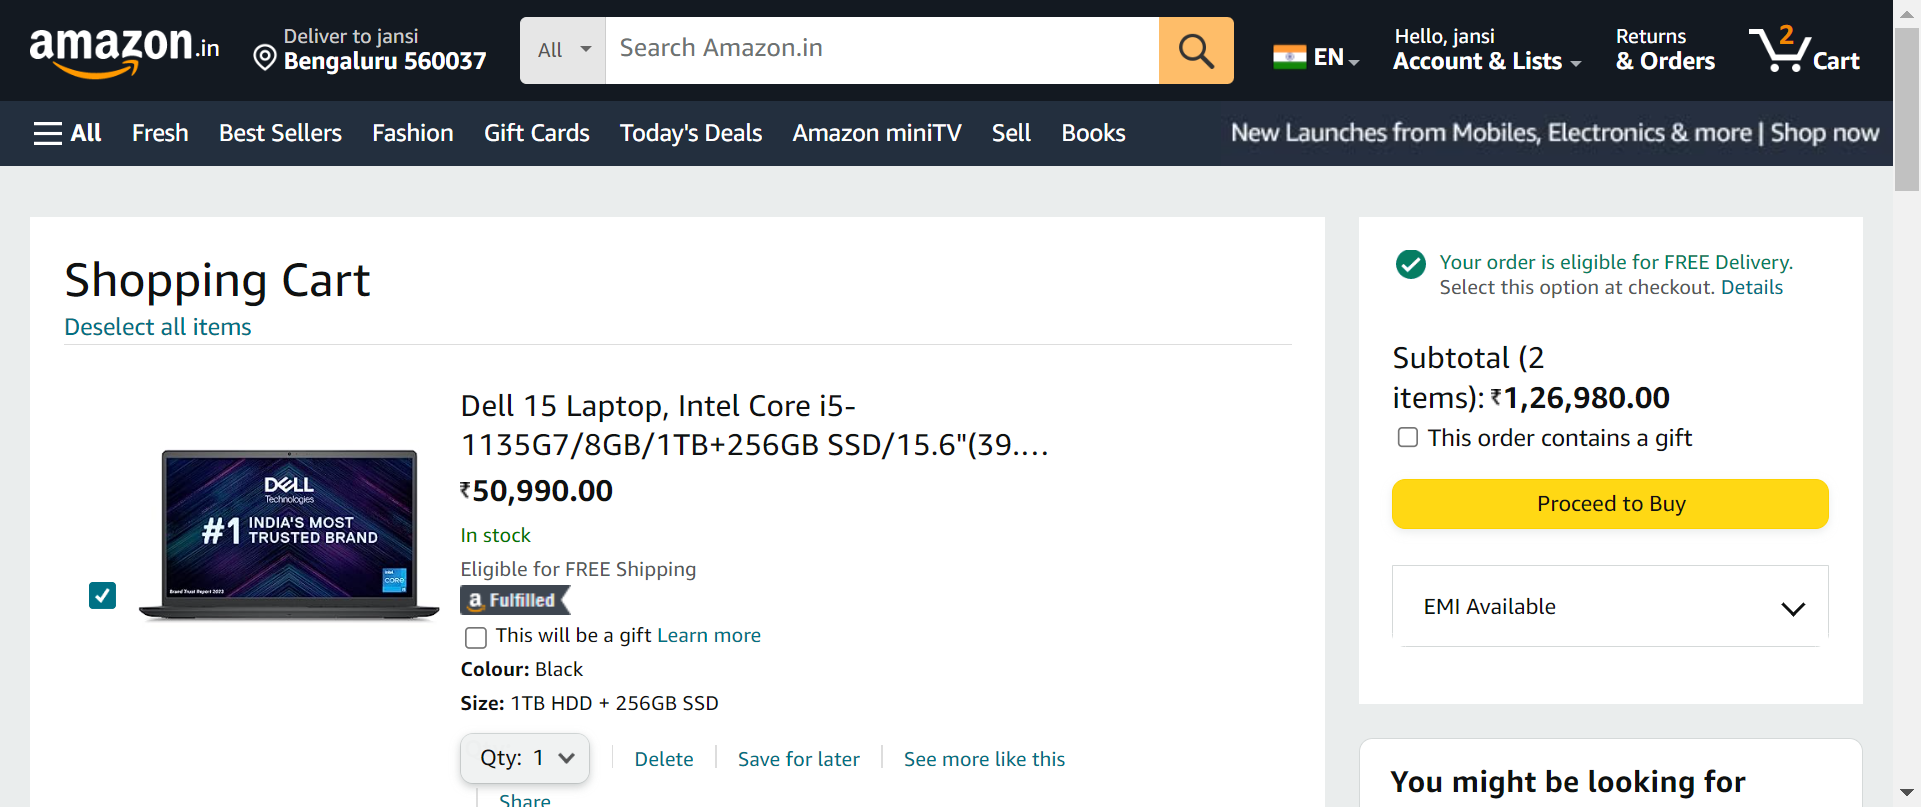 amazon.in
Deliver to jansi
Bengaluru 560037
All
Search Amazon.in
EN
Hello, jansi
Account & Lists
Returns
& Orders
2
Cart
All
Fresh
Best Sellers
Fashion
Gift Cards
Today's Deals
Amazon miniTV
Sell
Books
New Launches from Mobiles, Electronics & more | Shop now
Shopping Cart
Deselect all items
DELL
Technologies
#1 INDIA'S MOST
TRUSTED BRAND
Brand Trust Report 2023
intel
CORE
i5
Dell 15 Laptop, Intel Core i5-
1135G7/8GB/1TB+256GB SSD/15.6"(39.…
₹50,990.00
In stock
Eligible for FREE Shipping
a Fulfilled
This will be a gift Learn more
Colour: Black
Size: 1TB HDD + 256GB SSD
Qty: 1
Delete
Save for later
See more like this
Share
Your order is eligible for FREE Delivery.
Select this option at checkout. Details
Subtotal (2
items): ₹1,26,980.00
This order contains a gift
Proceed to Buy
EMI Available
You might be looking for